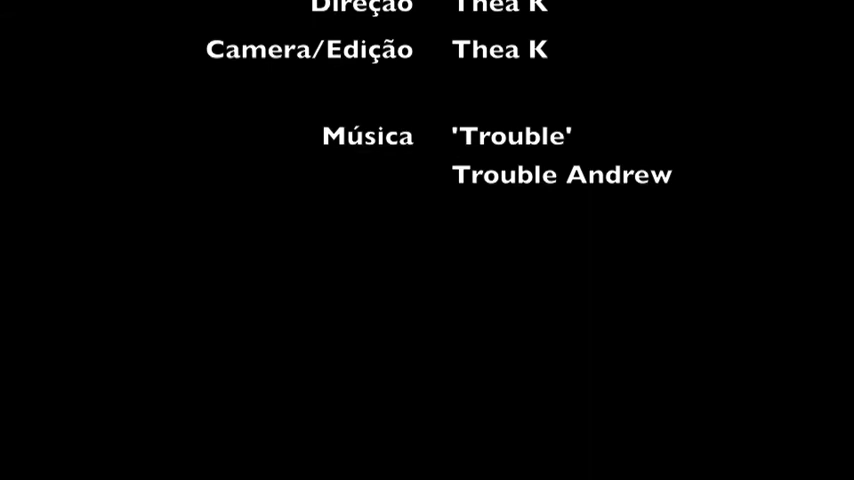 Direção Thea K
Camera/Edição Thea K
Música 'Trouble'
Trouble Andrew